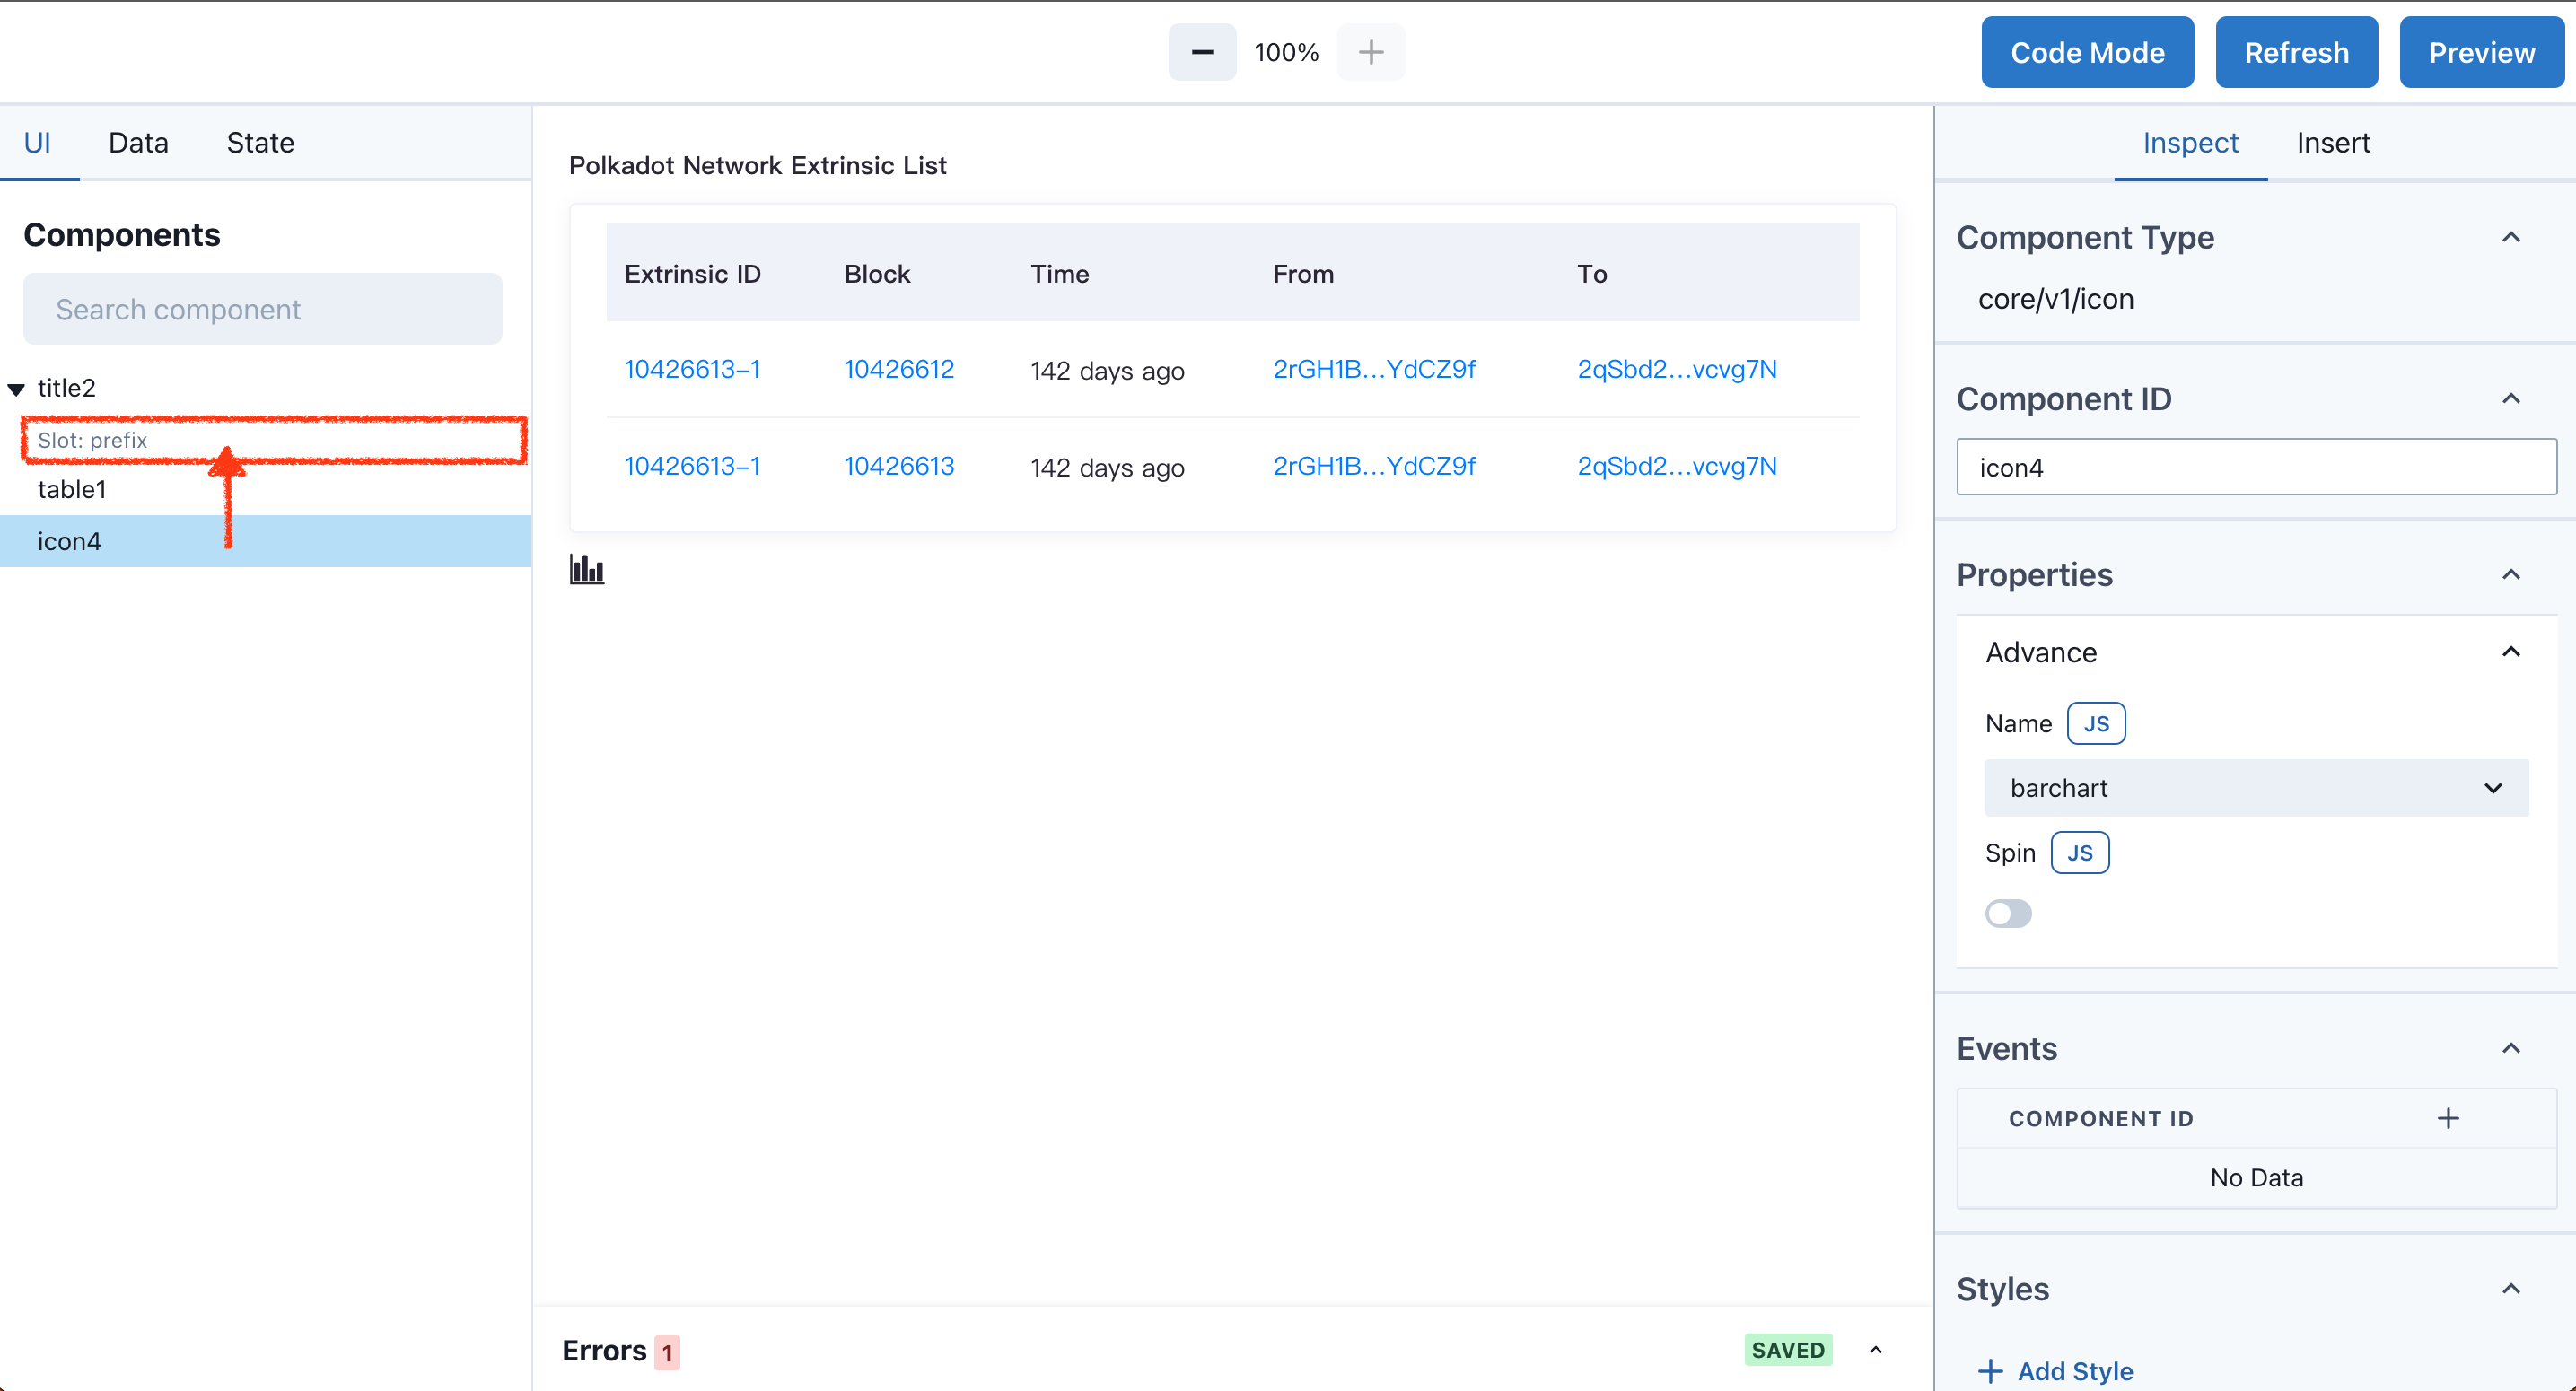 100%
Code Mode
Refresh
Preview
UI
Data
State
Components
Search component
title2
Slot: prefix
table1
icon4
Polkadot Network Extrinsic List
Extrinsic ID Block Time From To
10426613-1 10426612 142 days ago 2rGH1B...YdCZ9f 2qSbd2...vcvg7N
10426613-1 10426613 142 days ago 2rGH1B...YdCZ9f 2qSbd2...vcvg7N
Errors 1
SAVED
Inspect
Insert
Component Type
core/v1/icon
Component ID
icon4
Properties
Advance
Name JS
barchart
Spin JS
Events
COMPONENT ID +
No Data
Styles
+ Add Style